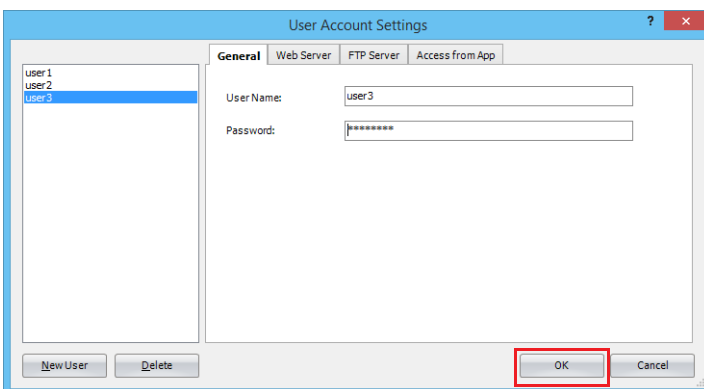 User Account Settings
?
×
General Web Server FTP Server Access from App
user1
user2
user3
User Name: user3
Password: ********
New User Delete OK Cancel